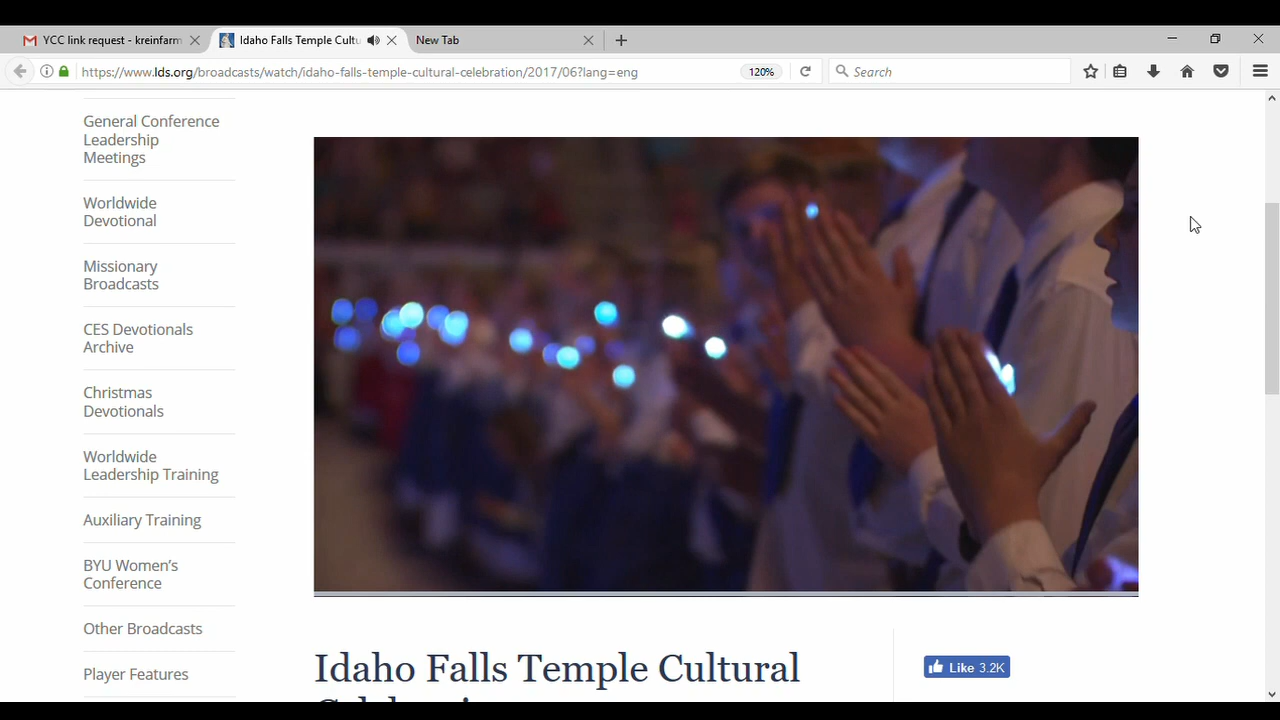 YCC link request - kreinfarm
Idaho Falls Temple Cultu
New Tab
https://www.lds.org/broadcasts/watch/idaho-falls-temple-cultural-celebration/2017/06?lang=eng
120%
Search
General Conference
Leadership
Meetings
Worldwide
Devotional
Missionary
Broadcasts
CES Devotionals
Archive
Christmas
Devotionals
Worldwide
Leadership Training
Auxiliary Training
BYU Women's
Conference
Other Broadcasts
Player Features
Idaho Falls Temple Cultural
Like 3.2K